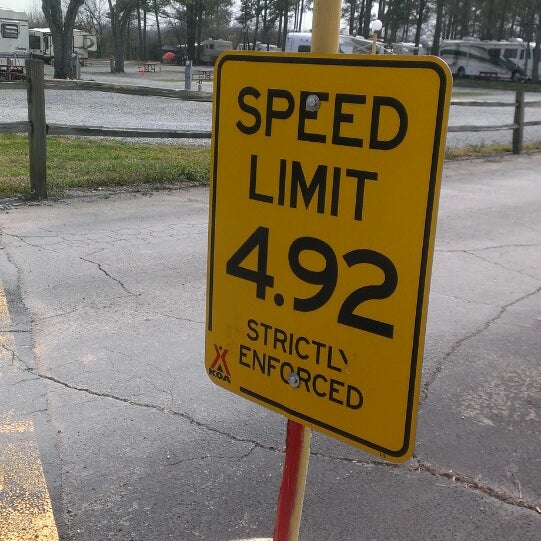 SPEED
LIMIT
4.92
STRICTLY
ENFORCED
KOA